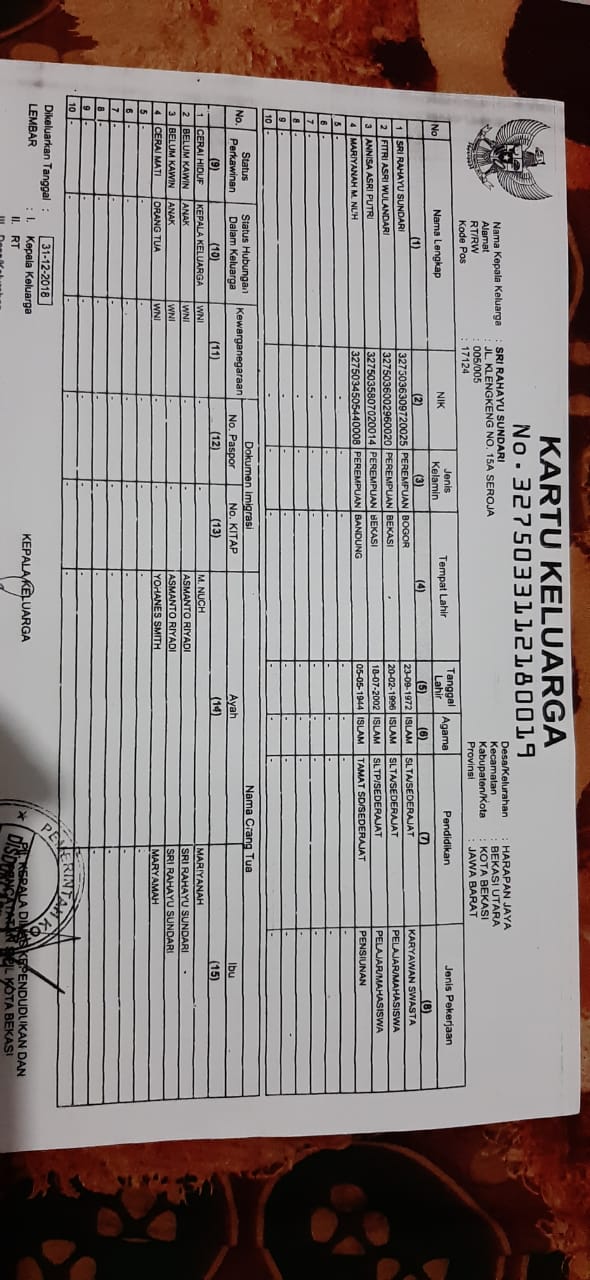 KARTU KELUARGA
No. 3275033112180019
Nama Kepala Keluarga : SRI RAHAYU SUNDARI
Alamat : JL. KLENGKENG NO. 15A SEROJA
RT/RW : 005/005
Kode Pos : 17124
Desa/Kelurahan : HARAPAN JAYA
Kecamatan : BEKASI UTARA
Kabupaten/Kota : KOTA BEKASI
Provinsi : JAWA BARAT
No Nama Lengkap NIK Jenis Kelamin Tempat Lahir Tanggal Lahir Agama Pendidikan Jenis Pekerjaan
(1) (2) (3) (4) (5) (6) (7) (8)
1 SRI RAHAYU SUNDARI 3275036309720025 PEREMPUAN BOGOR 23-09-1972 ISLAM SLTA/SEDERAJAT KARYAWAN SWASTA
2 FITRI ASRI WULANDARI 3275036002960020 PEREMPUAN BEKASI 20-02-1996 ISLAM SLTA/SEDERAJAT PELAJAR/MAHASISWA
3 ANNISA ASRI PUTRI 3275035807020014 PEREMPUAN BEKASI 18-07-2002 ISLAM SLTP/SEDERAJAT PELAJAR/MAHASISWA
4 MARIYANAH M. NUH 3275034505440008 PEREMPUAN BANDUNG 05-05-1944 ISLAM TAMAT SD/SEDERAJAT PENSIUNAN
5 - - - - - - - -
6 - - - - - - - -
7 - - - - - - - -
8 - - - - - - - -
9 - - - - - - - -
10 - - - - - - - -
No. Status Perkawinan Status Hubungan Dalam Keluarga Kewarganegaraan Dokumen Imigrasi Nama Orang Tua
No. Paspor No. KITAP Ayah Ibu
(9) (10) (11) (12) (13) (14) (15)
1 CERAI HIDUP KEPALA KELUARGA WNI - - M. NUCH MARIYANAH
2 BELUM KAWIN ANAK WNI - - ASMANTO RIYADI SRI RAHAYU SUNDARI
3 BELUM KAWIN ANAK WNI - - ASMANTO RIYADI SRI RAHAYU SUNDARI
4 CERAI MATI ORANG TUA WNI - - YOHANES SMITH MARYAMAH
5 - - - - - - -
6 - - - - - - -
7 - - - - - - -
8 - - - - - - -
9 - - - - - - -
10 - - - - - - -
Dikeluarkan Tanggal : 31-12-2018
LEMBAR : I. Kepala Keluarga
II. RT
KEPALA KELUARGA
KEPALA DINAS KEPENDUDUKAN DAN
PENCATATAN SIPIL KOTA BEKASI
PEMERINTAH KO